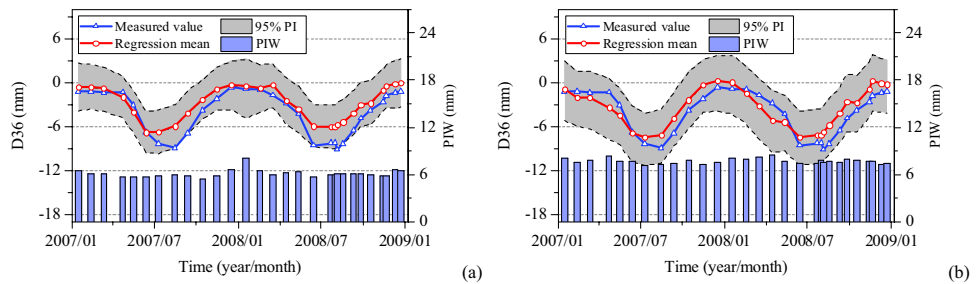 Measured value
95% PI
Regression mean
PIW
6
0
-6
-12
-18
D36 (mm)
24
18
12
6
0
PIW (mm)
2007/01
2007/07
2008/01
2008/07
2009/01
Time (year/month)
(a)
Measured value
95% PI
Regression mean
PIW
6
0
-6
-12
-18
D36 (mm)
24
18
12
6
0
PIW (mm)
2007/01
2007/07
2008/01
2008/07
2009/01
Time (year/month)
(b)